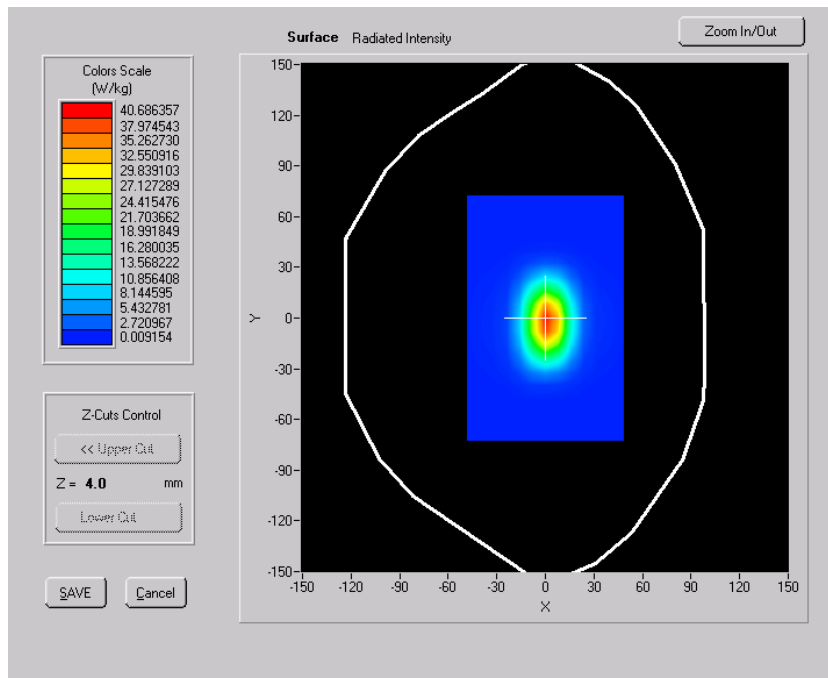 Surface Radiated Intensity
Zoom In/Out
Colors Scale
(W/kg)
40.686357
37.974543
35.262730
32.550916
29.839103
27.127289
24.415476
21.703662
18.991849
16.280035
13.568222
10.856408
8.144595
5.432781
2.720967
0.009154
Z-Cuts Control
<< Upper Cut
Z = 4.0 mm
Lower Cut
SAVE
Cancel
150
120
90
60
30
0
-30
-60
-90
-120
-150
Y
-150 -120 -90 -60 -30 0 30 60 90 120 150
X